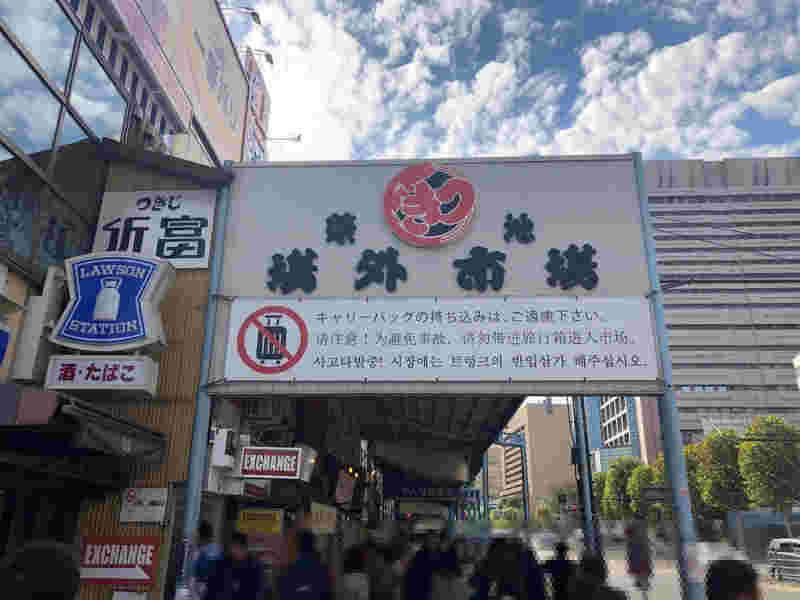 つきじ
近富
LAWSON
STATION
酒・たばこ
築地
場外市場
キャリーバッグの持ち込みは、ご遠慮下さい。
请注意！为避免事故、请勿带进旅行箱进入市场。
사고다발중! 시장에는 트렁크의 반입삼가 해주십시오.
EXCHANGE
EXCHANGE